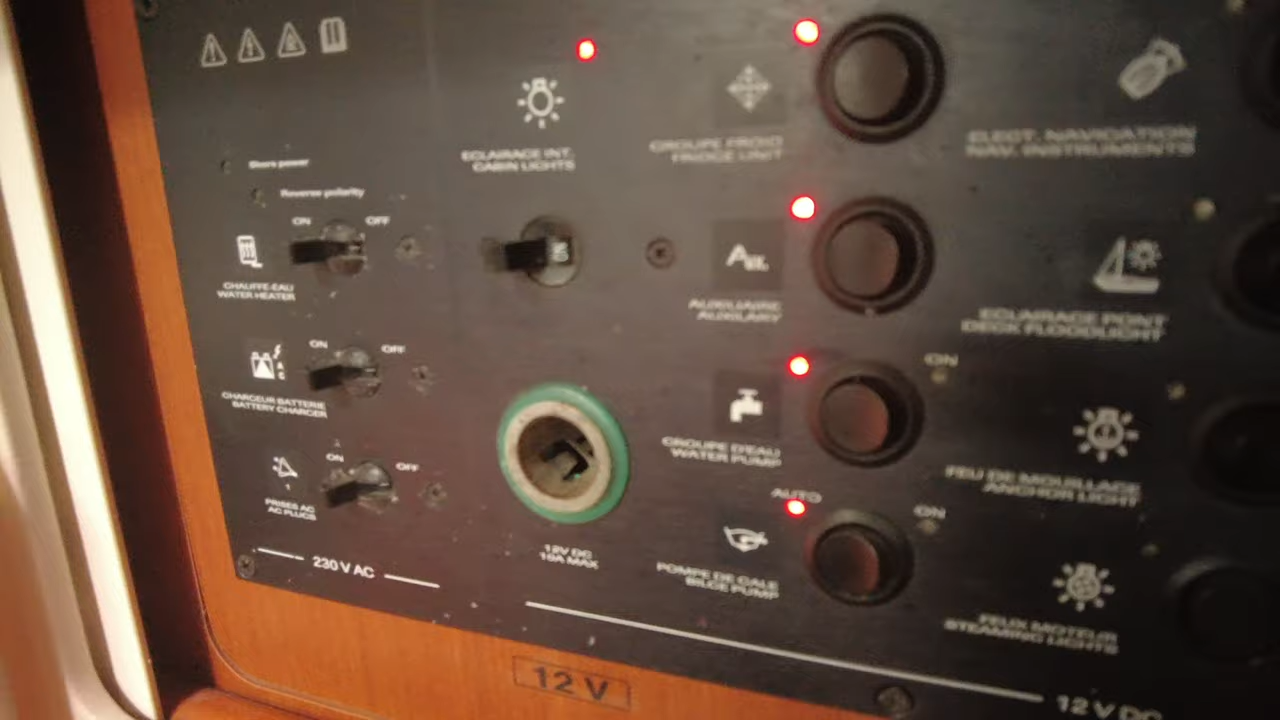 Shore power
Reverse polarity
ON OFF
CHAUFFE-EAU
WATER HEATER
ON OFF
CHARGEUR BATTERIE
BATTERY CHARGER
ON OFF
PRISES AC
AC PLUGS
230 V AC
ECLAIRAGE INT.
CABIN LIGHTS
12V DC
10A MAX
GROUPE FROID
FRIDGE UNIT
Aux.
AUXILIAIRE
AUXILIARY
GROUPE D'EAU
WATER PUMP
ON
AUTO
ON
POMPE DE CALE
BILGE PUMP
ELECT. NAVIGATION
NAV. INSTRUMENTS
ECLAIRAGE PONT
DECK FLOODLIGHT
FEU DE MOUILLAGE
ANCHOR LIGHT
FEUX MOTEUR
STEAMING LIGHTS
12 V
12 V DC